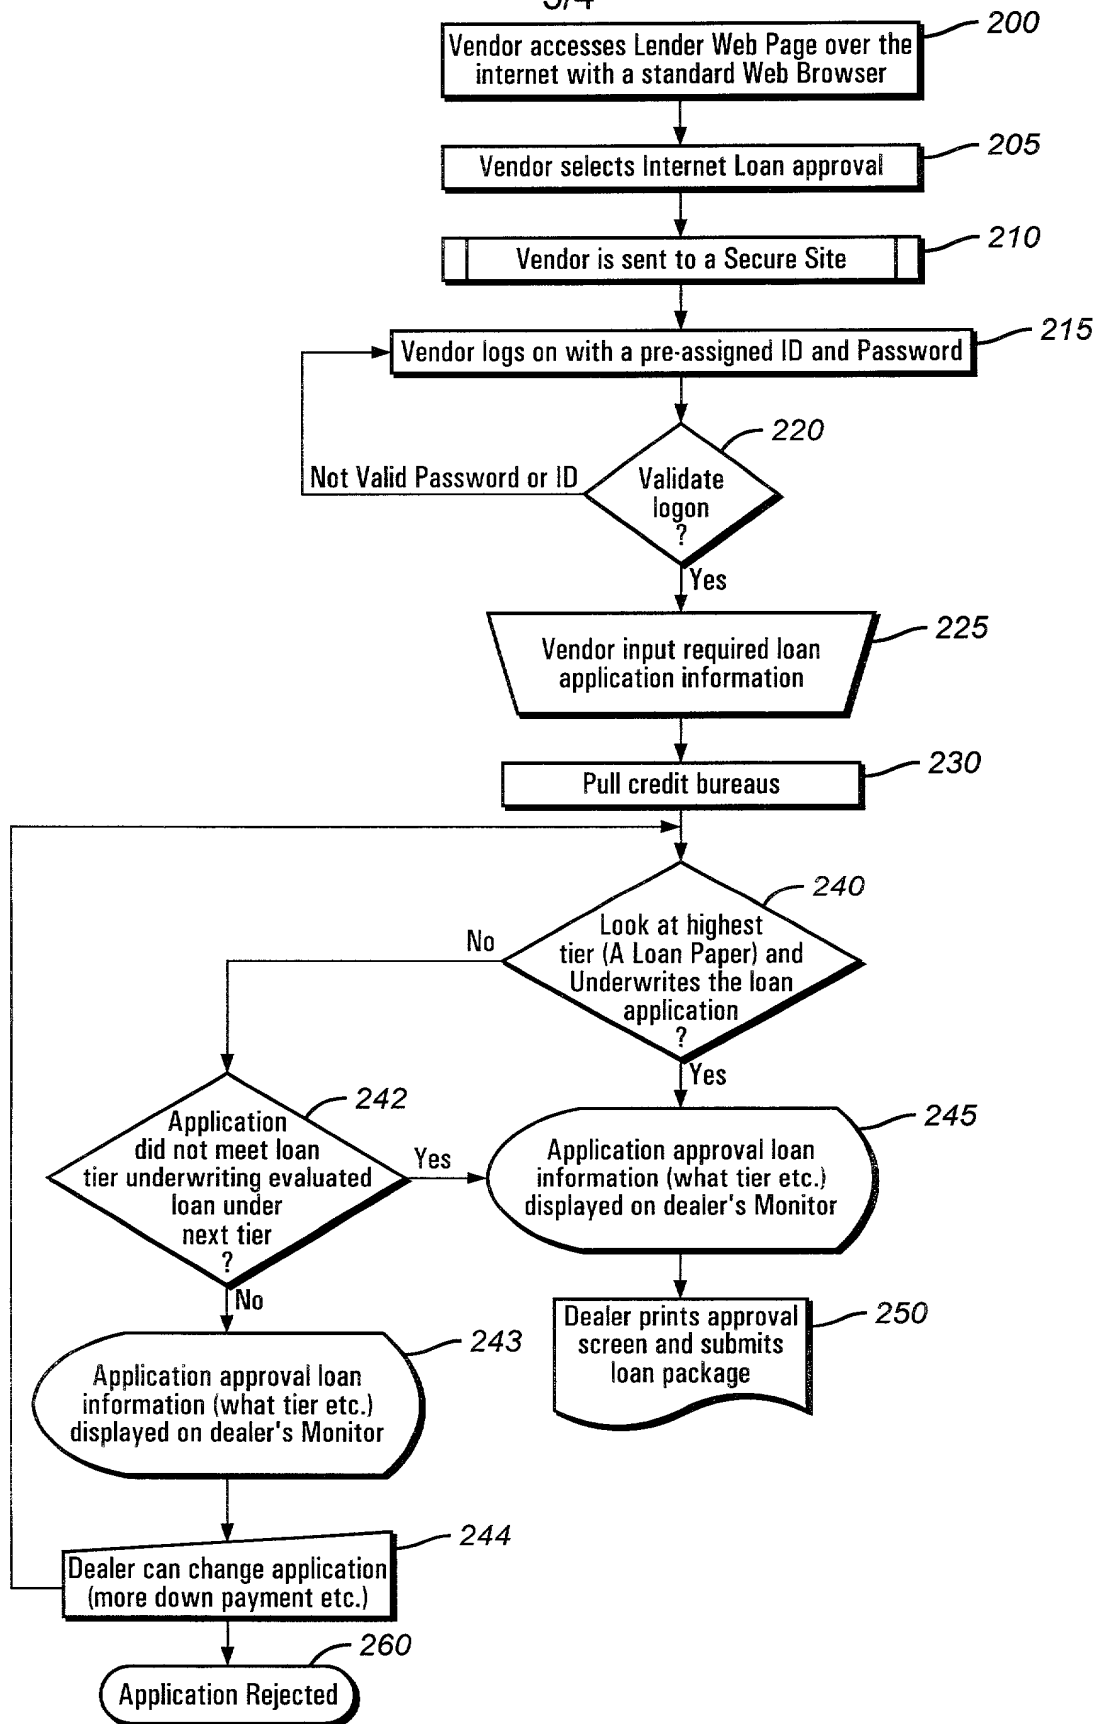 3/4
200
Vendor accesses Lender Web Page over the
internet with a standard Web Browser
205
Vendor selects Internet Loan approval
210
Vendor is sent to a Secure Site
215
Vendor logs on with a pre-assigned ID and Password
220
Not Valid Password or ID
Validate
logon
?
Yes
225
Vendor input required loan
application information
230
Pull credit bureaus
240
No
Look at highest
tier (A Loan Paper) and
Underwrites the loan
application
?
Yes
242
Application
did not meet loan
tier underwriting evaluated
loan under
next tier
?
Yes
No
245
Application approval loan
information (what tier etc.)
displayed on dealer's Monitor
250
Dealer prints approval
screen and submits
loan package
243
Application approval loan
information (what tier etc.)
displayed on dealer's Monitor
244
Dealer can change application
(more down payment etc.)
260
Application Rejected